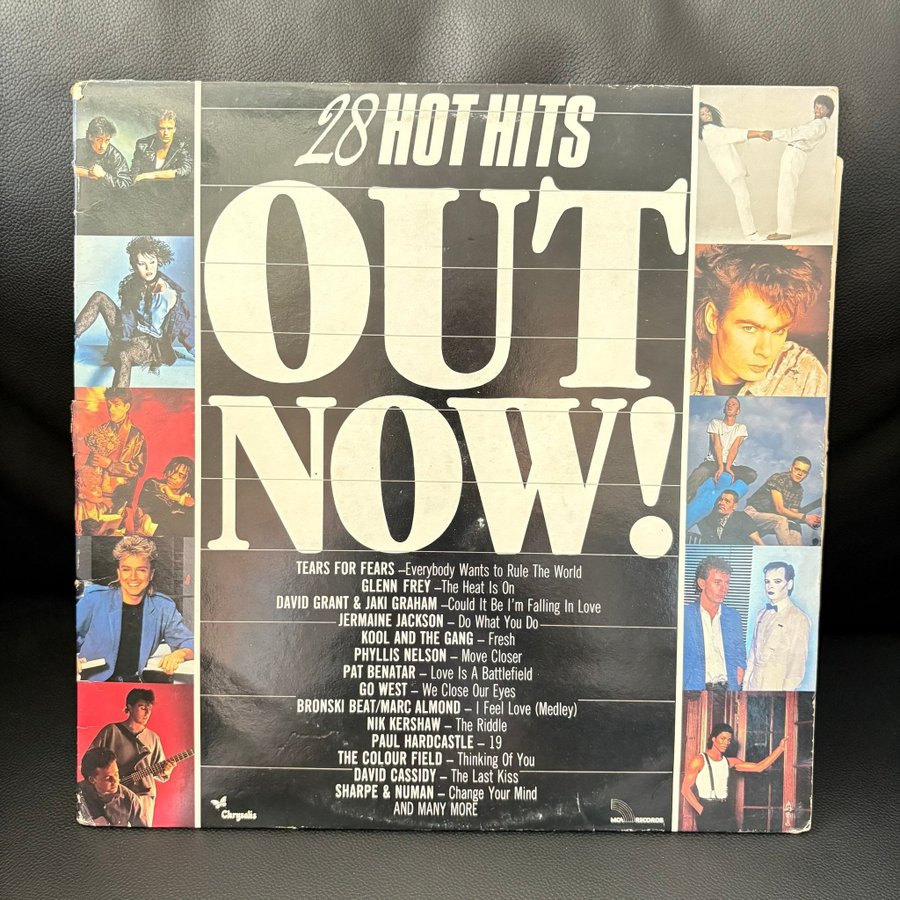 28 HOT HITS
OUT
NOW!
TEARS FOR FEARS –Everybody Wants to Rule The World
GLENN FREY –The Heat Is On
DAVID GRANT & JAKI GRAHAM –Could It Be I'm Falling In Love
JERMAINE JACKSON – Do What You Do
KOOL AND THE GANG – Fresh
PHYLLIS NELSON – Move Closer
PAT BENATAR – Love Is A Battlefield
GO WEST – We Close Our Eyes
BRONSKI BEAT/MARC ALMOND – I Feel Love (Medley)
NIK KERSHAW – The Riddle
PAUL HARDCASTLE – 19
THE COLOUR FIELD – Thinking Of You
DAVID CASSIDY – The Last Kiss
SHARPE & NUMAN – Change Your Mind
AND MANY MORE
Chrysalis
MCA RECORDS